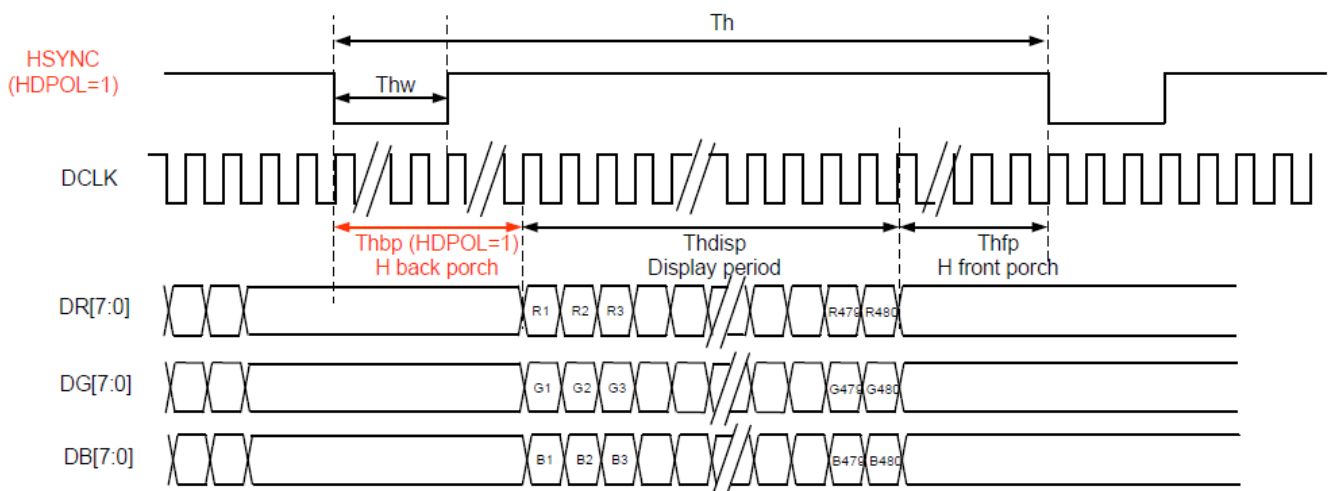 Th
HSYNC
(HDPOL=1)
Thw
DCLK
Thbp (HDPOL=1)
H back porch
Thdisp
Display period
Thfp
H front porch
DR[7:0]
R1 R2 R3 R479 R480
DG[7:0]
G1 G2 G3 G479 G480
DB[7:0]
B1 B2 B3 B479 B480